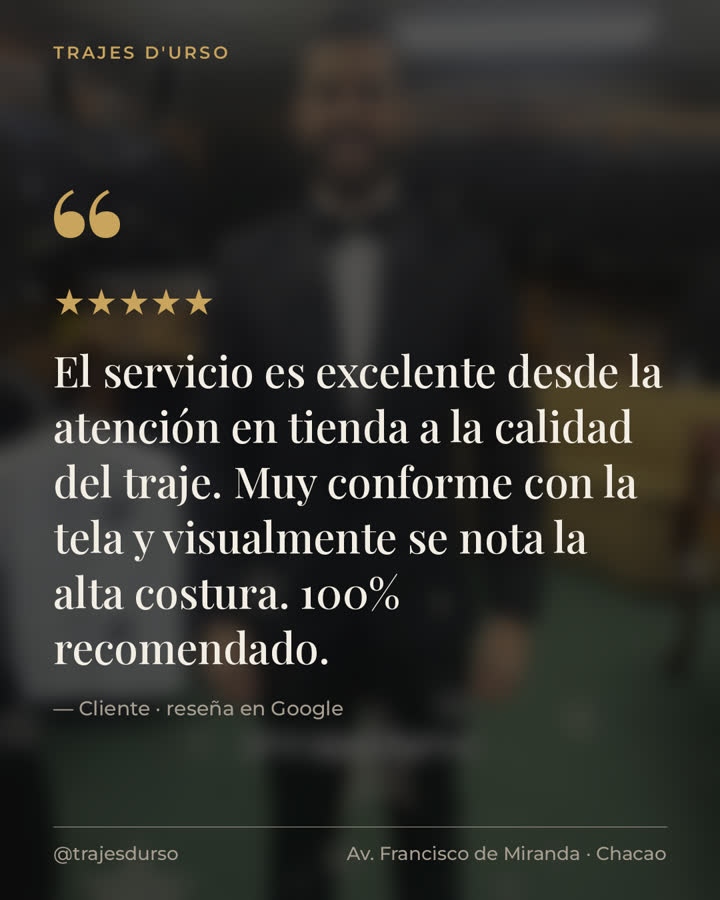 TRAJES D'URSO
“
★★★★★
El servicio es excelente desde la
atención en tienda a la calidad
del traje. Muy conforme con la
tela y visualmente se nota la
alta costura. 100%
recomendado.
— Cliente · reseña en Google
@trajesdurso
Av. Francisco de Miranda · Chacao